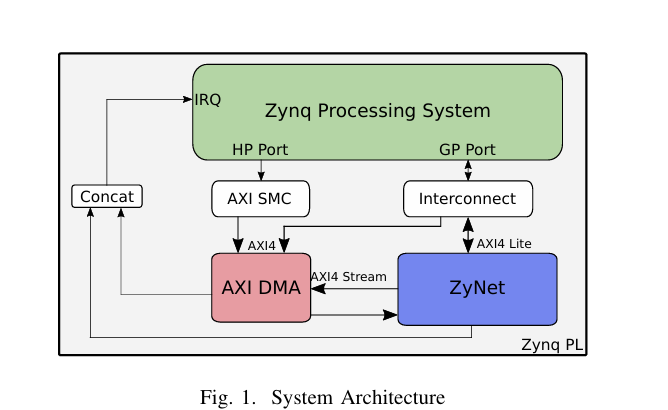 IRQ
Zynq Processing System
HP Port
GP Port
Concat
AXI SMC
Interconnect
AXI4
AXI4 Lite
AXI4 Stream
AXI DMA
ZyNet
Zynq PL
Fig. 1. System Architecture